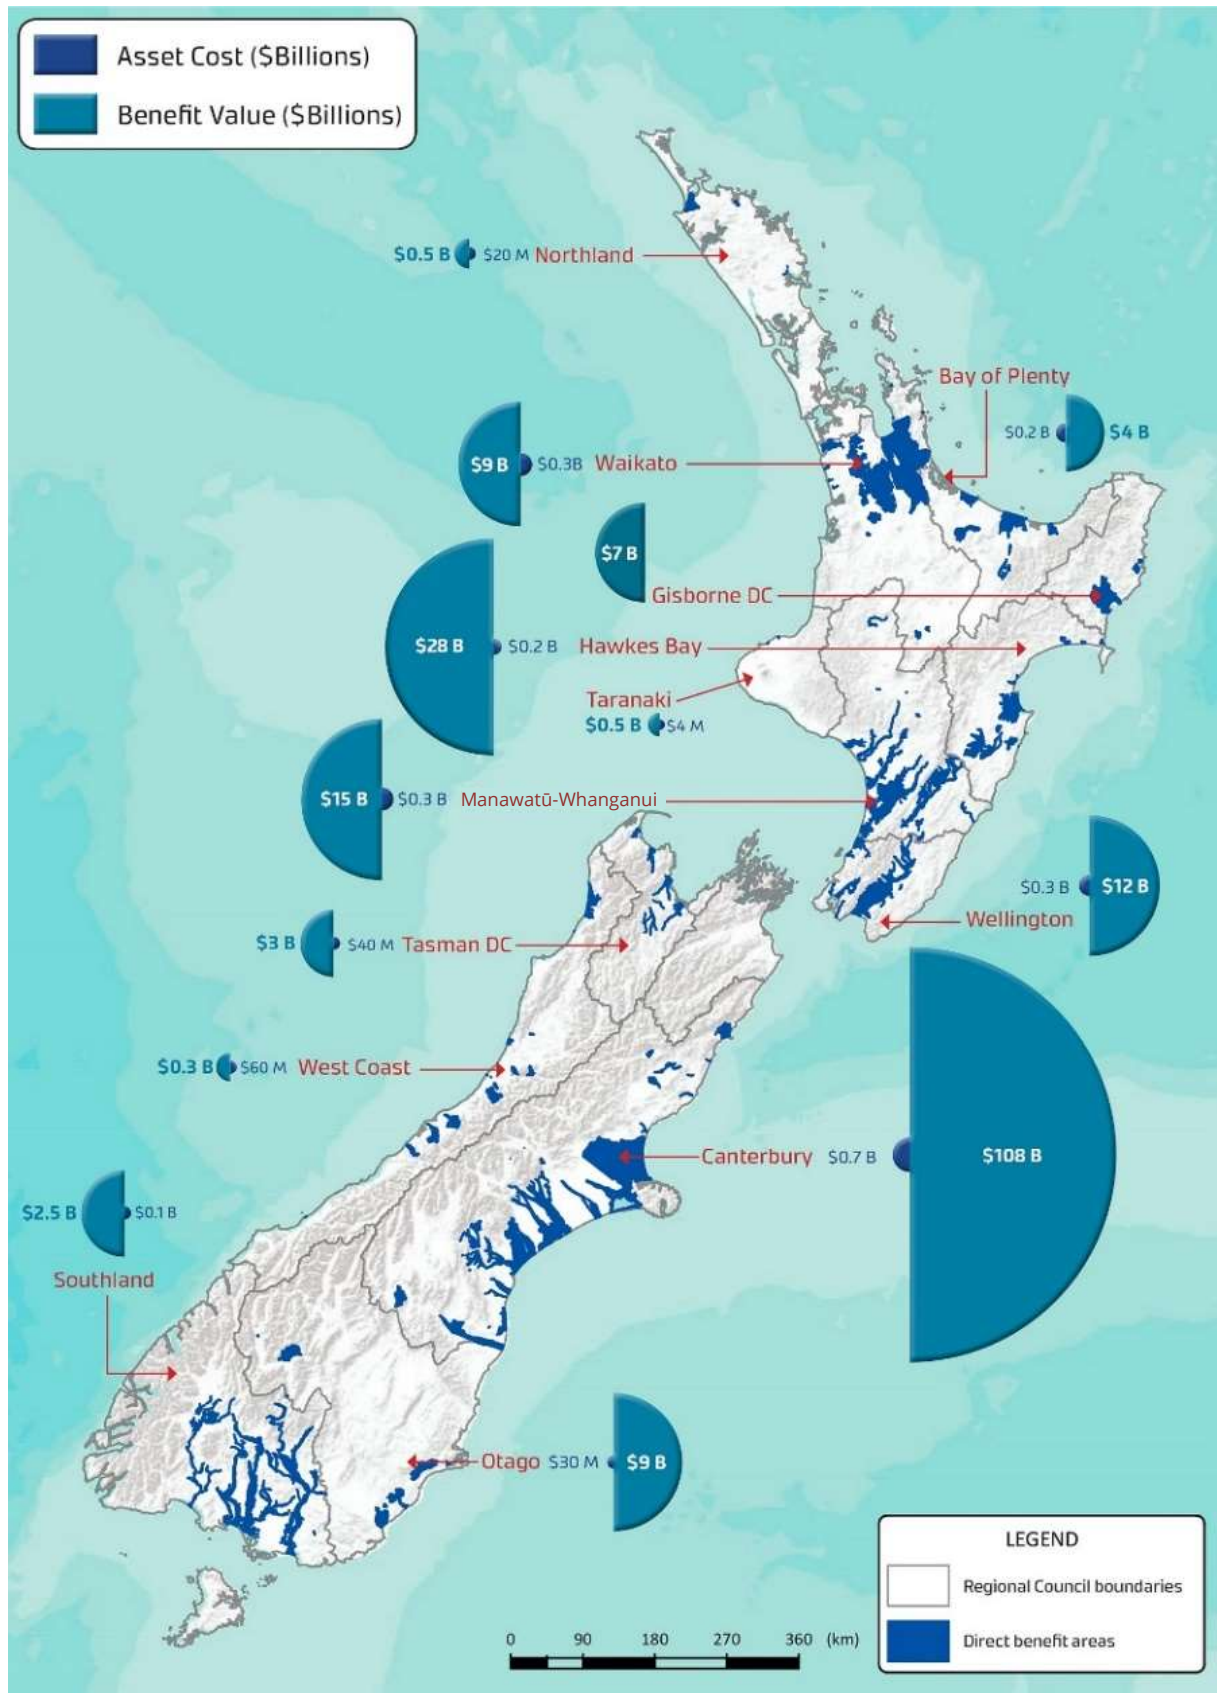 Asset Cost ($Billions)
Benefit Value ($Billions)
$0.5 B $20 M Northland
Bay of Plenty
$0.2 B $4 B
$9 B $0.3B Waikato
$7 B
Gisborne DC
$28 B $0.2 B Hawkes Bay
Taranaki
$0.5 B $4 M
$15 B $0.3 B Manawatū-Whanganui
$0.3 B $12 B
Wellington
$3 B $40 M Tasman DC
$0.3 B $60 M West Coast
Canterbury $0.7 B $108 B
$2.5 B $0.1 B
Southland
Otago $30 M $9 B
LEGEND
Regional Council boundaries
Direct benefit areas
0 90 180 270 360 (km)